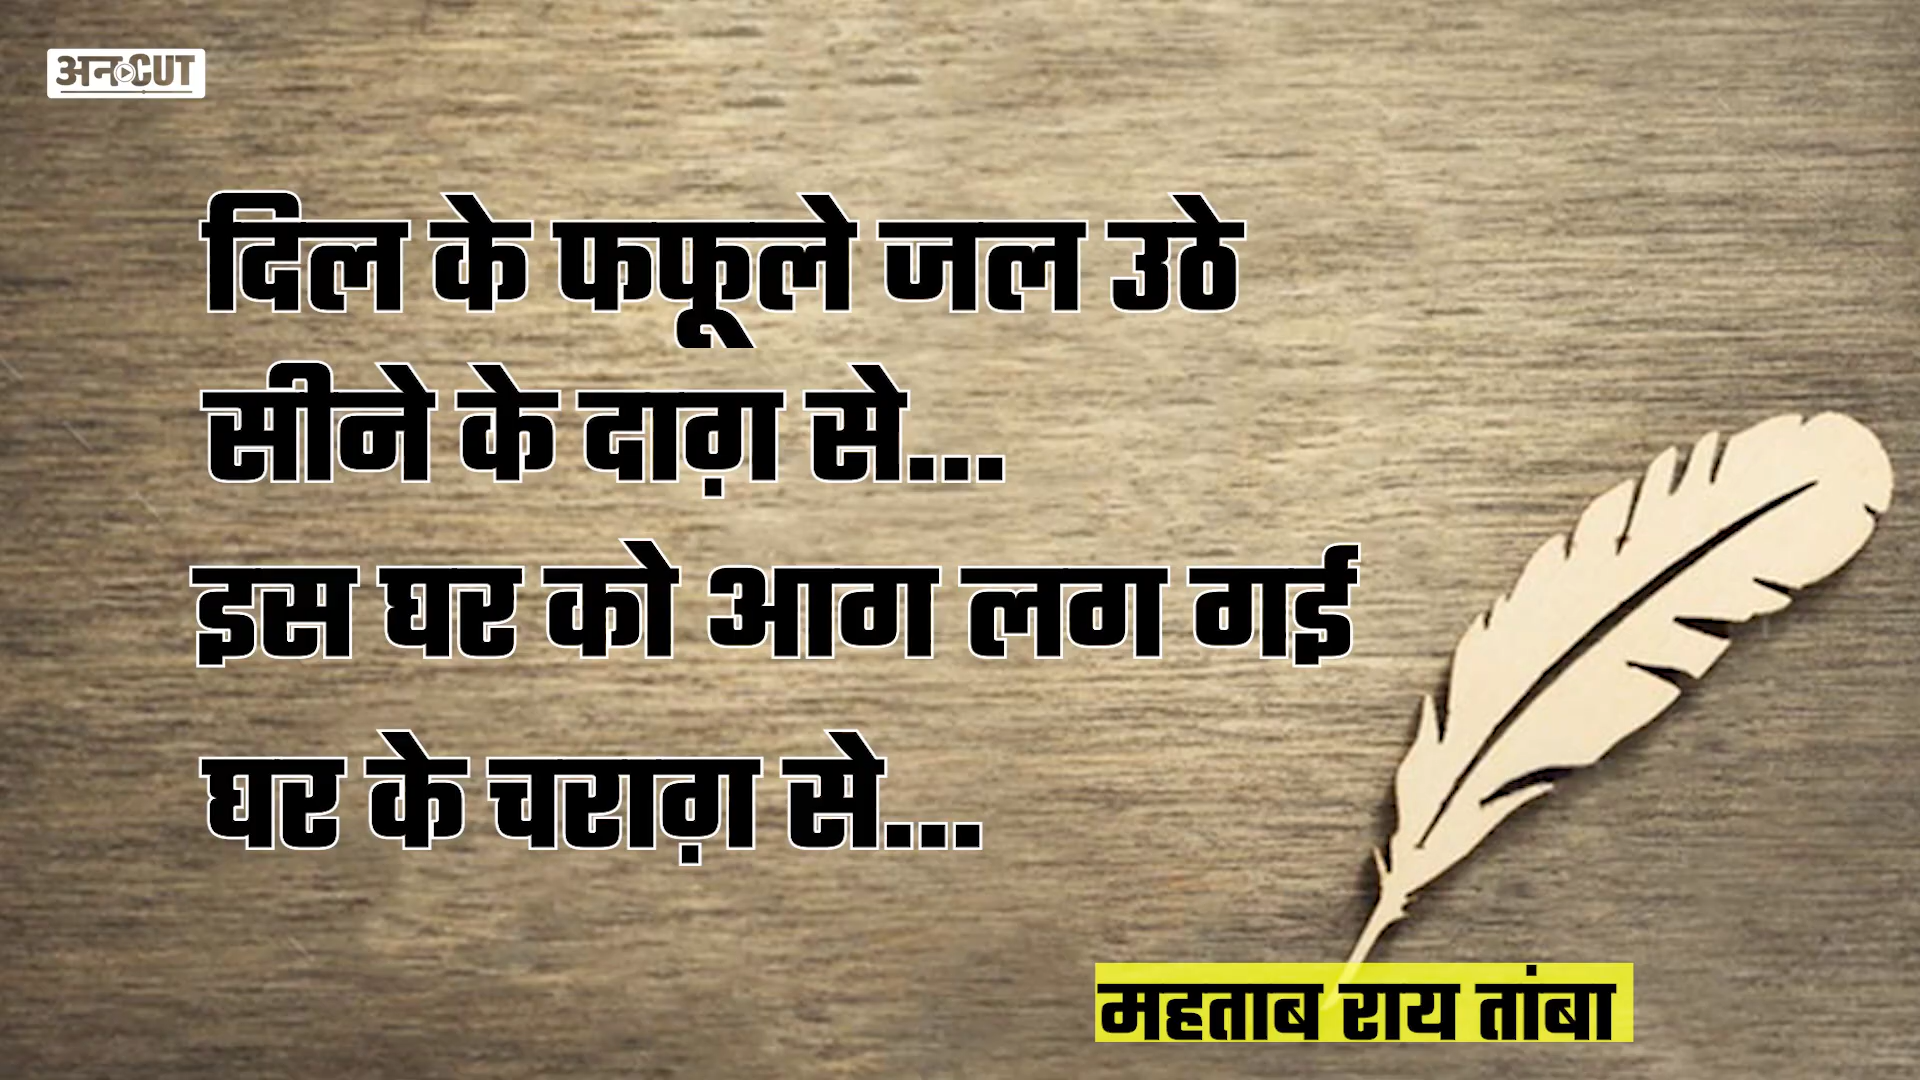 अनCUT
दिल के फफूले जल उठे
सीने के दाग़ से...
इस घर को आग लग गई
घर के चराग़ से...
महताब राय तांबा